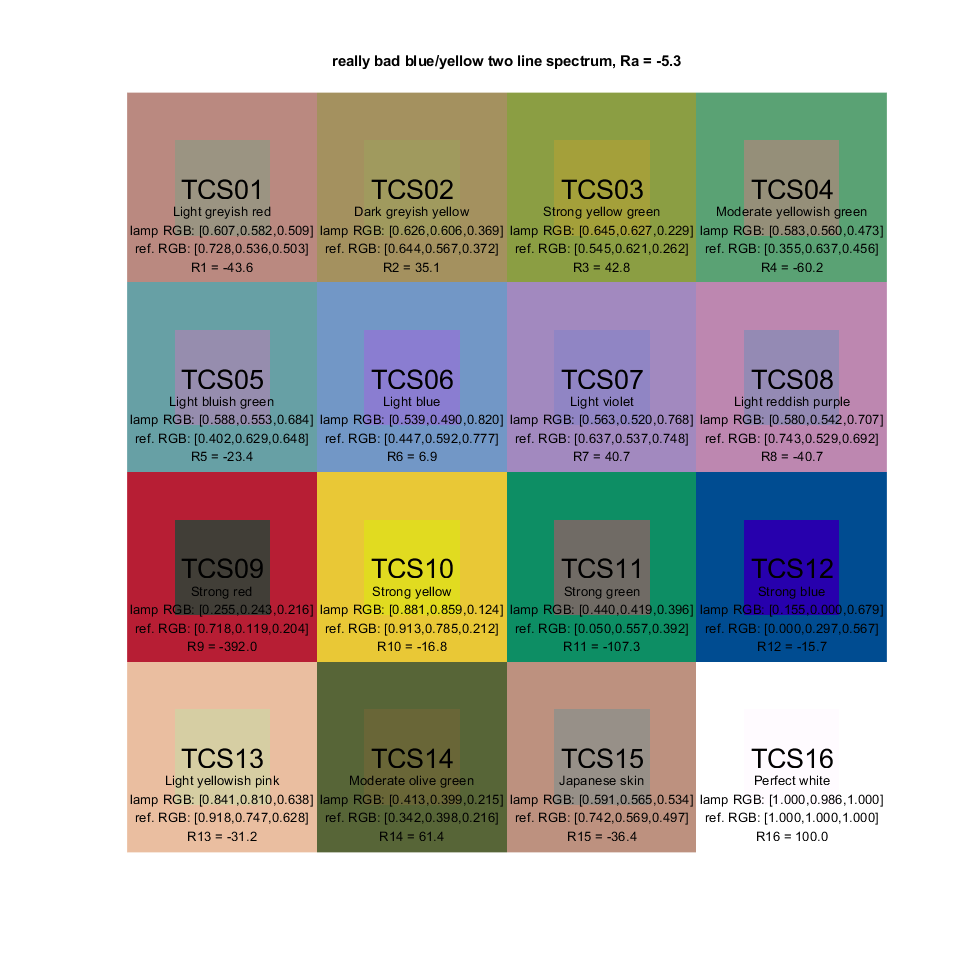 really bad blue/yellow two line spectrum, Ra = -5.3
TCS01
Light greyish red
lamp RGB: [0.607,0.582,0.509]
ref. RGB: [0.728,0.536,0.503]
R1 = -43.6
TCS02
Dark greyish yellow
lamp RGB: [0.626,0.606,0.369]
ref. RGB: [0.644,0.567,0.372]
R2 = 35.1
TCS03
Strong yellow green
lamp RGB: [0.645,0.627,0.229]
ref. RGB: [0.545,0.621,0.262]
R3 = 42.8
TCS04
Moderate yellowish green
lamp RGB: [0.583,0.560,0.473]
ref. RGB: [0.355,0.637,0.456]
R4 = -60.2
TCS05
Light bluish green
lamp RGB: [0.588,0.553,0.684]
ref. RGB: [0.402,0.629,0.648]
R5 = -23.4
TCS06
Light blue
lamp RGB: [0.539,0.490,0.820]
ref. RGB: [0.447,0.592,0.777]
R6 = 6.9
TCS07
Light violet
lamp RGB: [0.563,0.520,0.768]
ref. RGB: [0.637,0.537,0.748]
R7 = 40.7
TCS08
Light reddish purple
lamp RGB: [0.580,0.542,0.707]
ref. RGB: [0.743,0.529,0.692]
R8 = -40.7
TCS09
Strong red
lamp RGB: [0.255,0.243,0.216]
ref. RGB: [0.718,0.119,0.204]
R9 = -392.0
TCS10
Strong yellow
lamp RGB: [0.881,0.859,0.124]
ref. RGB: [0.913,0.785,0.212]
R10 = -16.8
TCS11
Strong green
lamp RGB: [0.440,0.419,0.396]
ref. RGB: [0.050,0.557,0.392]
R11 = -107.3
TCS12
Strong blue
lamp RGB: [0.155,0.000,0.679]
ref. RGB: [0.000,0.297,0.567]
R12 = -15.7
TCS13
Light yellowish pink
lamp RGB: [0.841,0.810,0.638]
ref. RGB: [0.918,0.747,0.628]
R13 = -31.2
TCS14
Moderate olive green
lamp RGB: [0.413,0.399,0.215]
ref. RGB: [0.342,0.398,0.216]
R14 = 61.4
TCS15
Japanese skin
lamp RGB: [0.591,0.565,0.534]
ref. RGB: [0.742,0.569,0.497]
R15 = -36.4
TCS16
Perfect white
lamp RGB: [1.000,0.986,1.000]
ref. RGB: [1.000,1.000,1.000]
R16 = 100.0